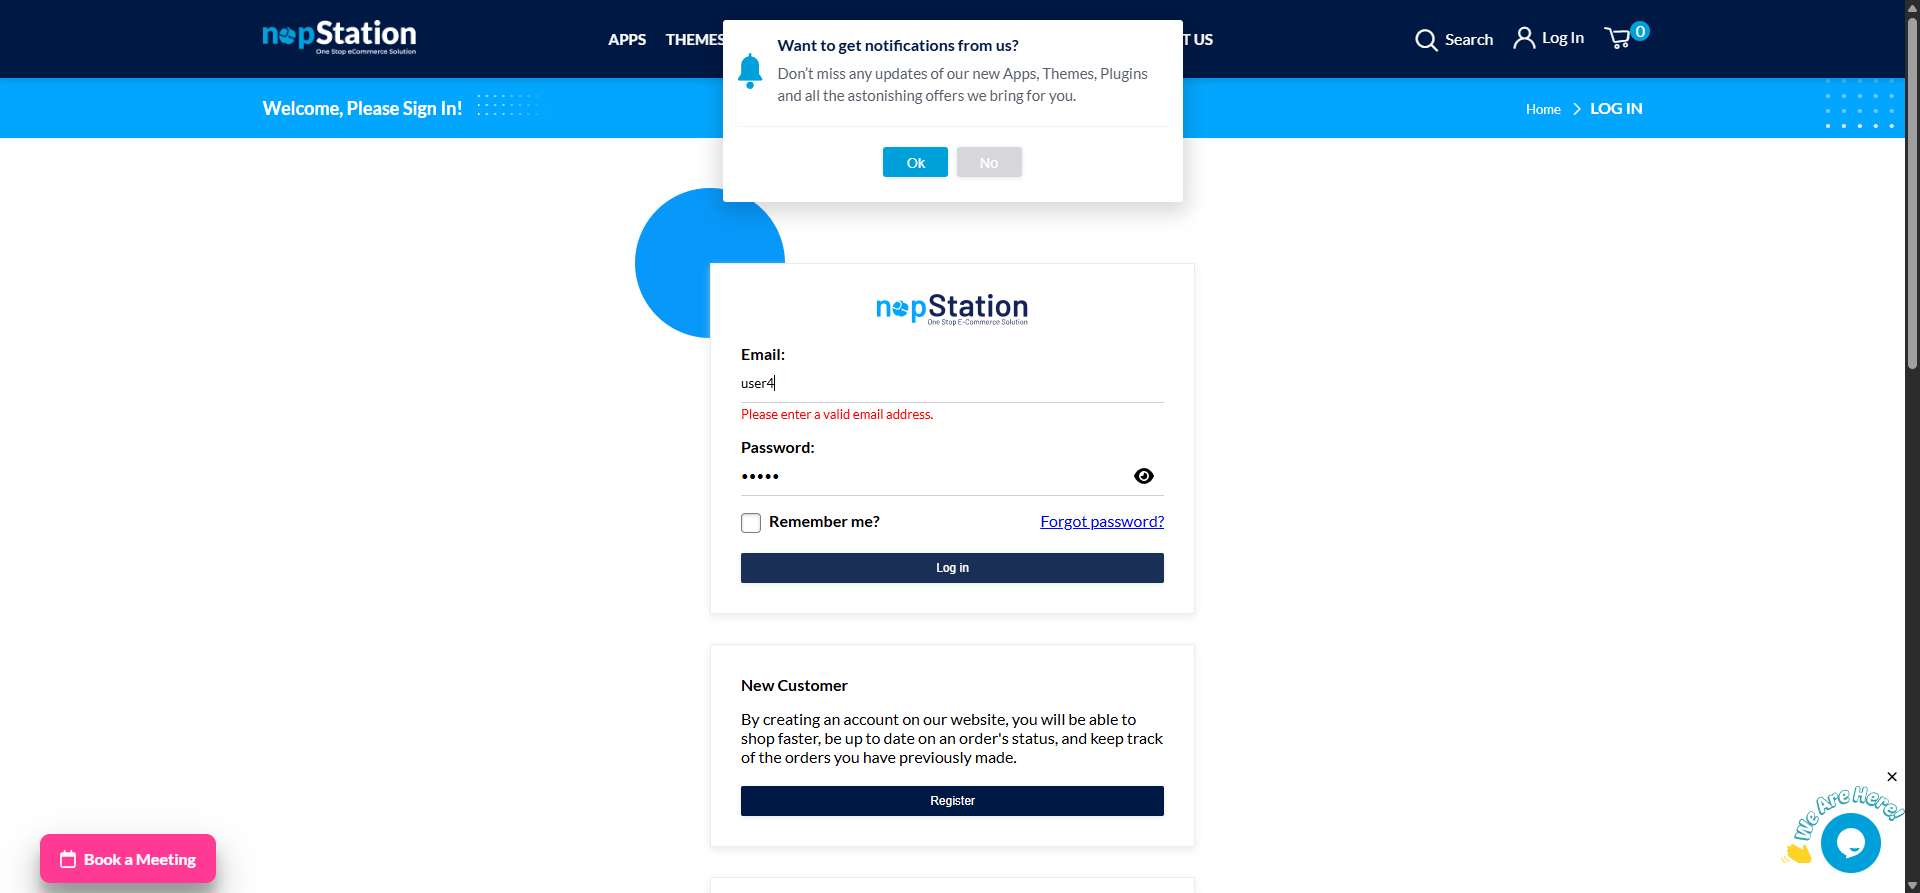 nopStation
One Stop eCommerce Solution
APPS
THEMES
T US
Search
Log In
0
Want to get notifications from us?
Don't miss any updates of our new Apps, Themes, Plugins
and all the astonishing offers we bring for you.
Ok
No
Welcome, Please Sign In!
Home
LOG IN
nopStation
One Stop E-Commerce Solution
Email:
user4
Please enter a valid email address.
Password:
•••••
Remember me?
Forgot password?
Log in
New Customer
By creating an account on our website, you will be able to
shop faster, be up to date on an order's status, and keep track
of the orders you have previously made.
Register
Book a Meeting
We Are Here!